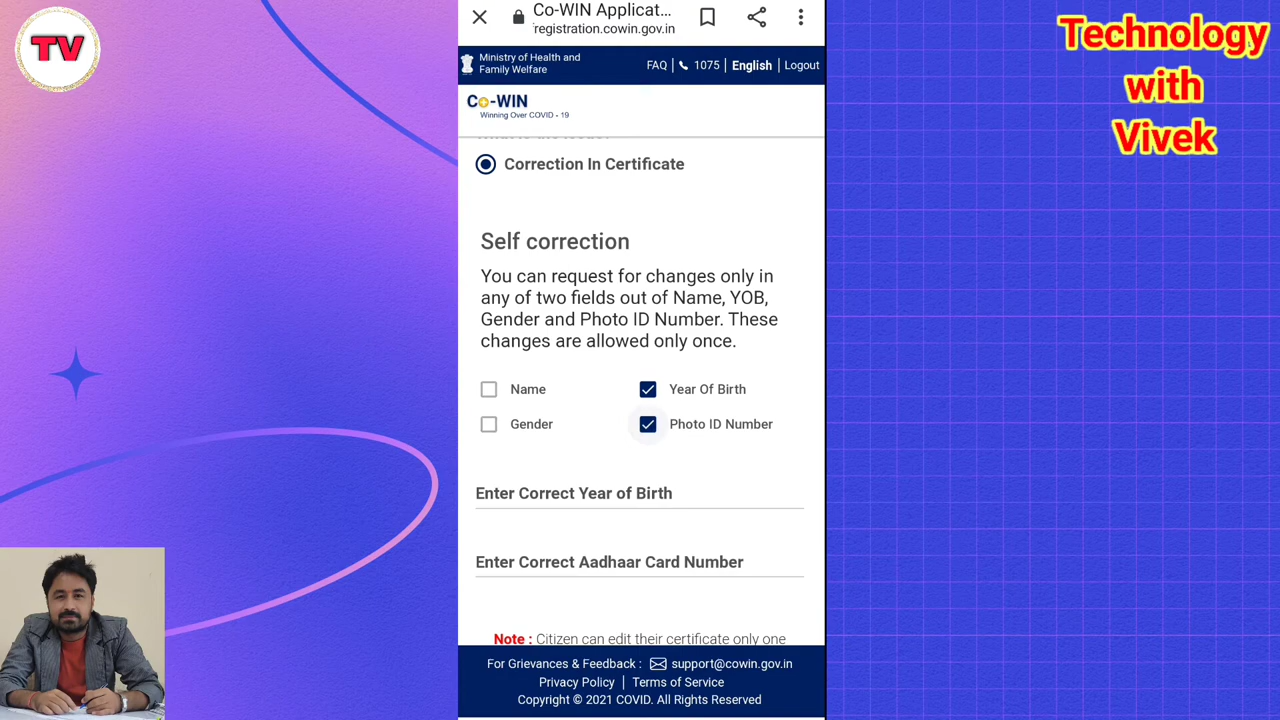 TV
Technology
with
Vivek
Co-WIN Applicat...
registration.cowin.gov.in
Ministry of Health and
Family Welfare
FAQ | 1075 | English | Logout
Co-WIN
Winning Over COVID - 19
Correction In Certificate
Self correction
You can request for changes only in
any of two fields out of Name, YOB,
Gender and Photo ID Number. These
changes are allowed only once.
Name Year Of Birth
Gender Photo ID Number
Enter Correct Year of Birth
Enter Correct Aadhaar Card Number
Note : Citizen can edit their certificate only one
For Grievances & Feedback : support@cowin.gov.in
Privacy Policy | Terms of Service
Copyright © 2021 COVID. All Rights Reserved